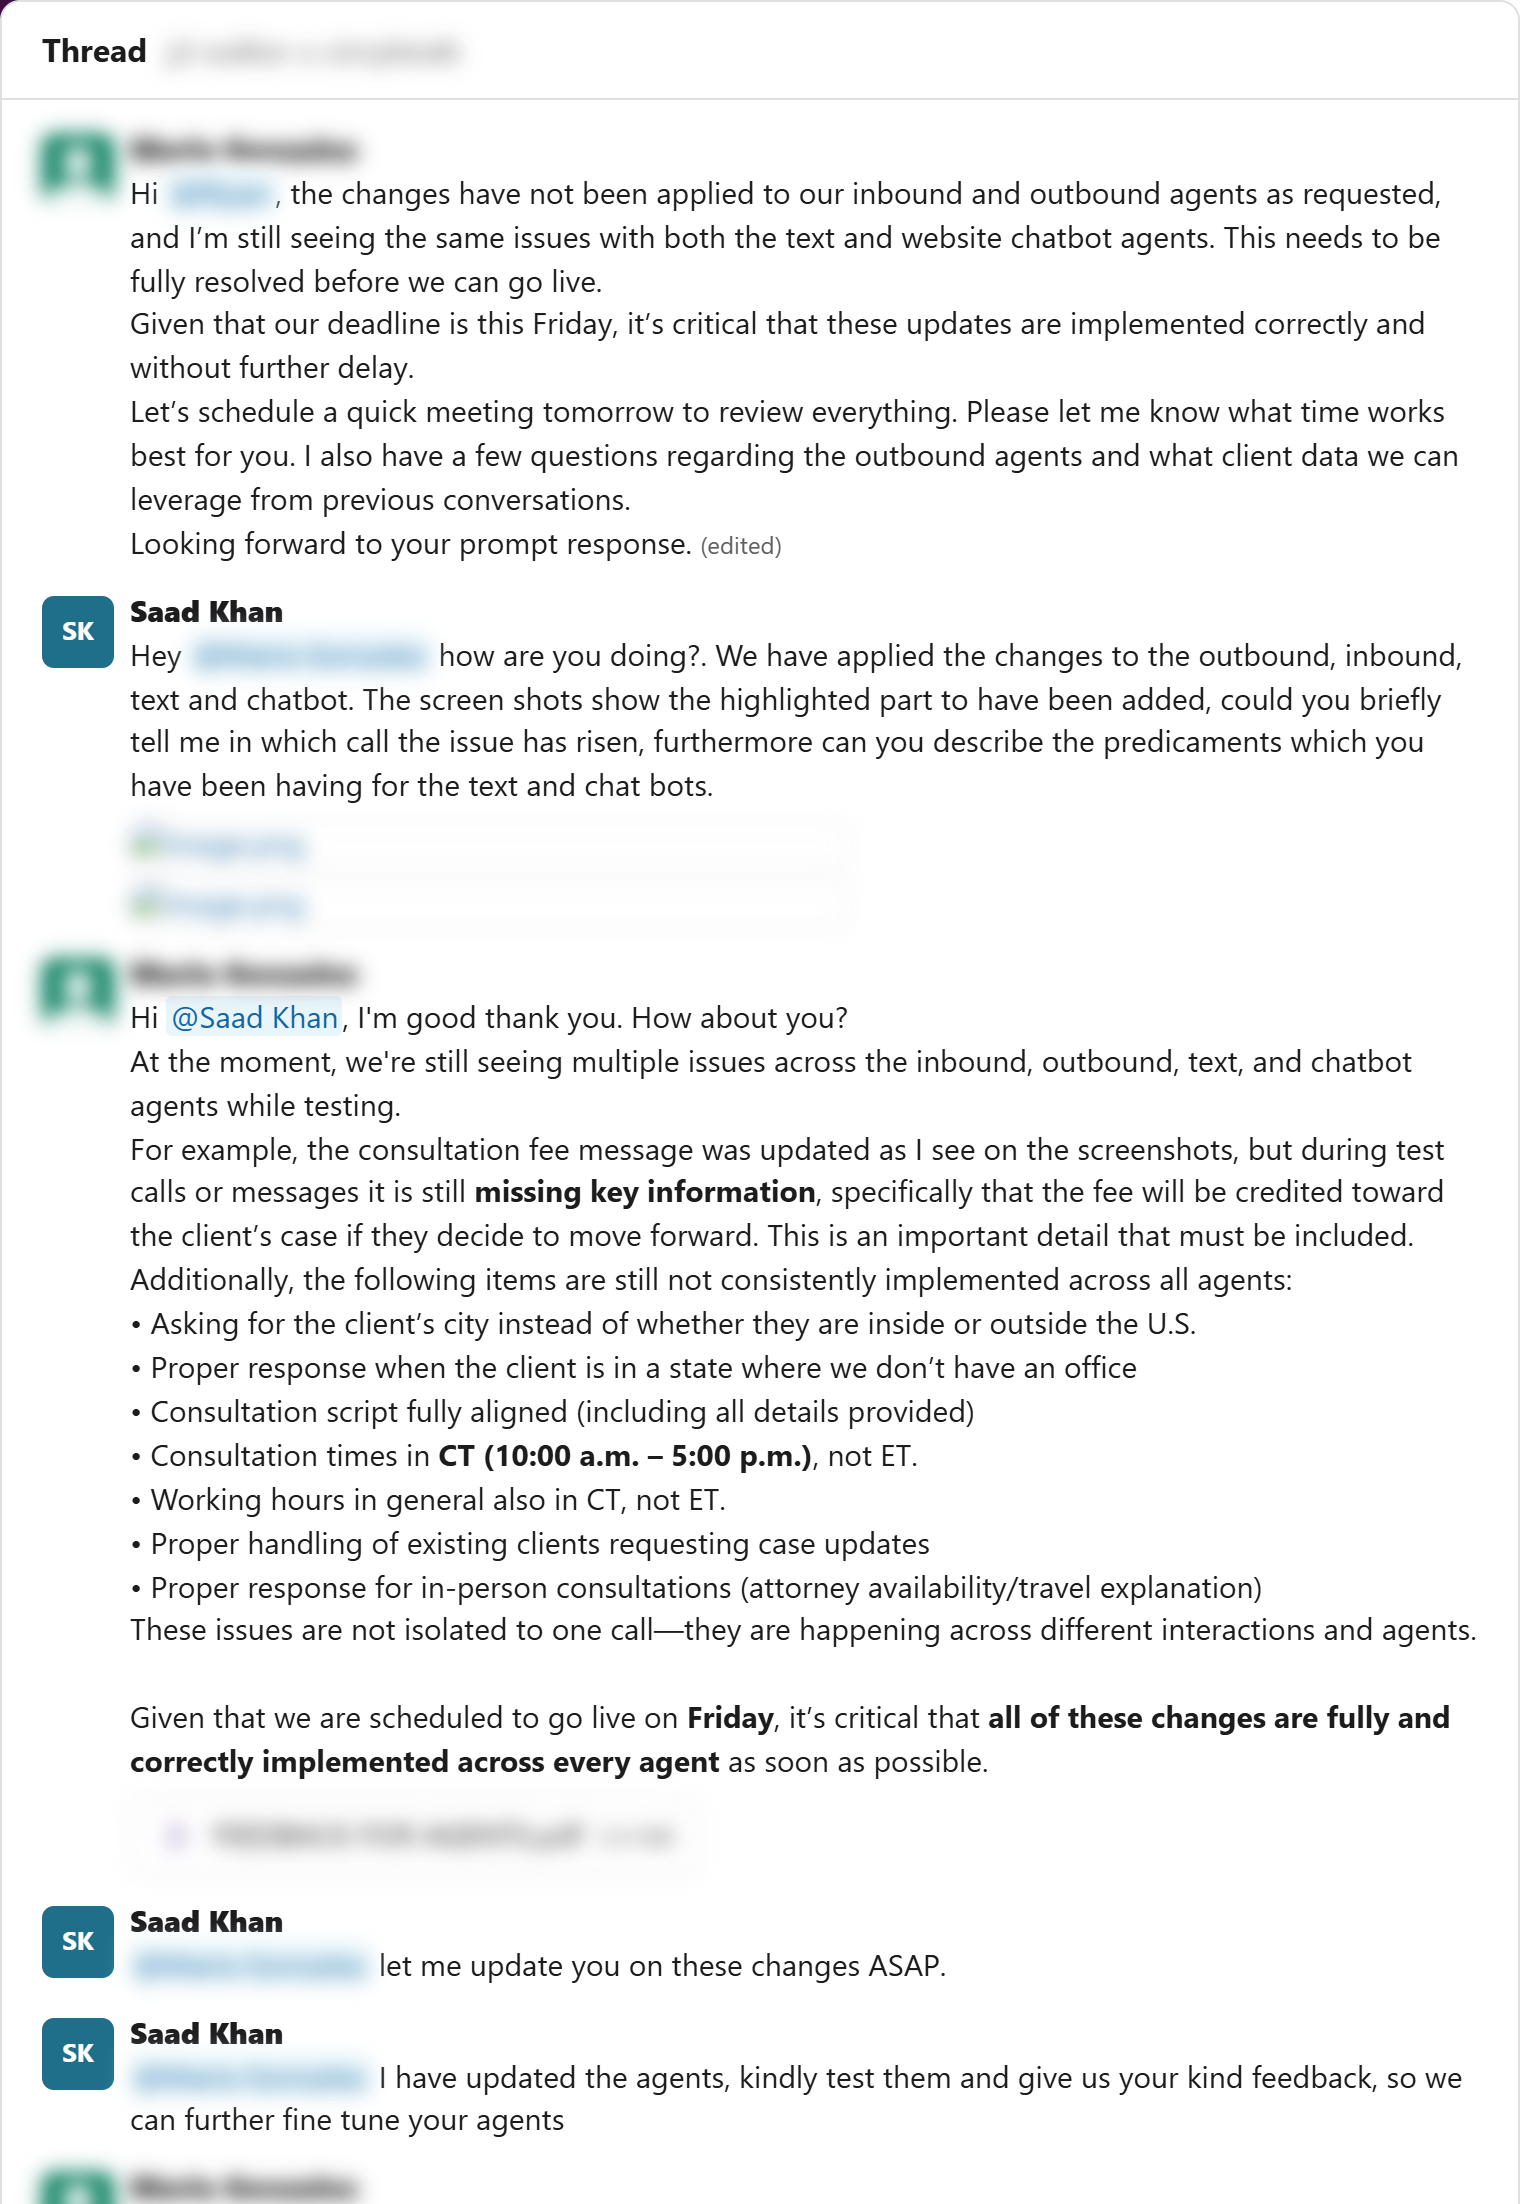 Thread
Hi , the changes have not been applied to our inbound and outbound agents as requested,
and I’m still seeing the same issues with both the text and website chatbot agents. This needs to be
fully resolved before we can go live.
Given that our deadline is this Friday, it’s critical that these updates are implemented correctly and
without further delay.
Let’s schedule a quick meeting tomorrow to review everything. Please let me know what time works
best for you. I also have a few questions regarding the outbound agents and what client data we can
leverage from previous conversations.
Looking forward to your prompt response. (edited)
SK
Saad Khan
Hey how are you doing?. We have applied the changes to the outbound, inbound,
text and chatbot. The screen shots show the highlighted part to have been added, could you briefly
tell me in which call the issue has risen, furthermore can you describe the predicaments which you
have been having for the text and chat bots.
Hi @Saad Khan, I'm good thank you. How about you?
At the moment, we're still seeing multiple issues across the inbound, outbound, text, and chatbot
agents while testing.
For example, the consultation fee message was updated as I see on the screenshots, but during test
calls or messages it is still missing key information, specifically that the fee will be credited toward
the client’s case if they decide to move forward. This is an important detail that must be included.
Additionally, the following items are still not consistently implemented across all agents:
• Asking for the client’s city instead of whether they are inside or outside the U.S.
• Proper response when the client is in a state where we don’t have an office
• Consultation script fully aligned (including all details provided)
• Consultation times in CT (10:00 a.m. – 5:00 p.m.), not ET.
• Working hours in general also in CT, not ET.
• Proper handling of existing clients requesting case updates
• Proper response for in-person consultations (attorney availability/travel explanation)
These issues are not isolated to one call—they are happening across different interactions and agents.
Given that we are scheduled to go live on Friday, it’s critical that all of these changes are fully and
correctly implemented across every agent as soon as possible.
SK
Saad Khan
let me update you on these changes ASAP.
SK
Saad Khan
I have updated the agents, kindly test them and give us your kind feedback, so we
can further fine tune your agents